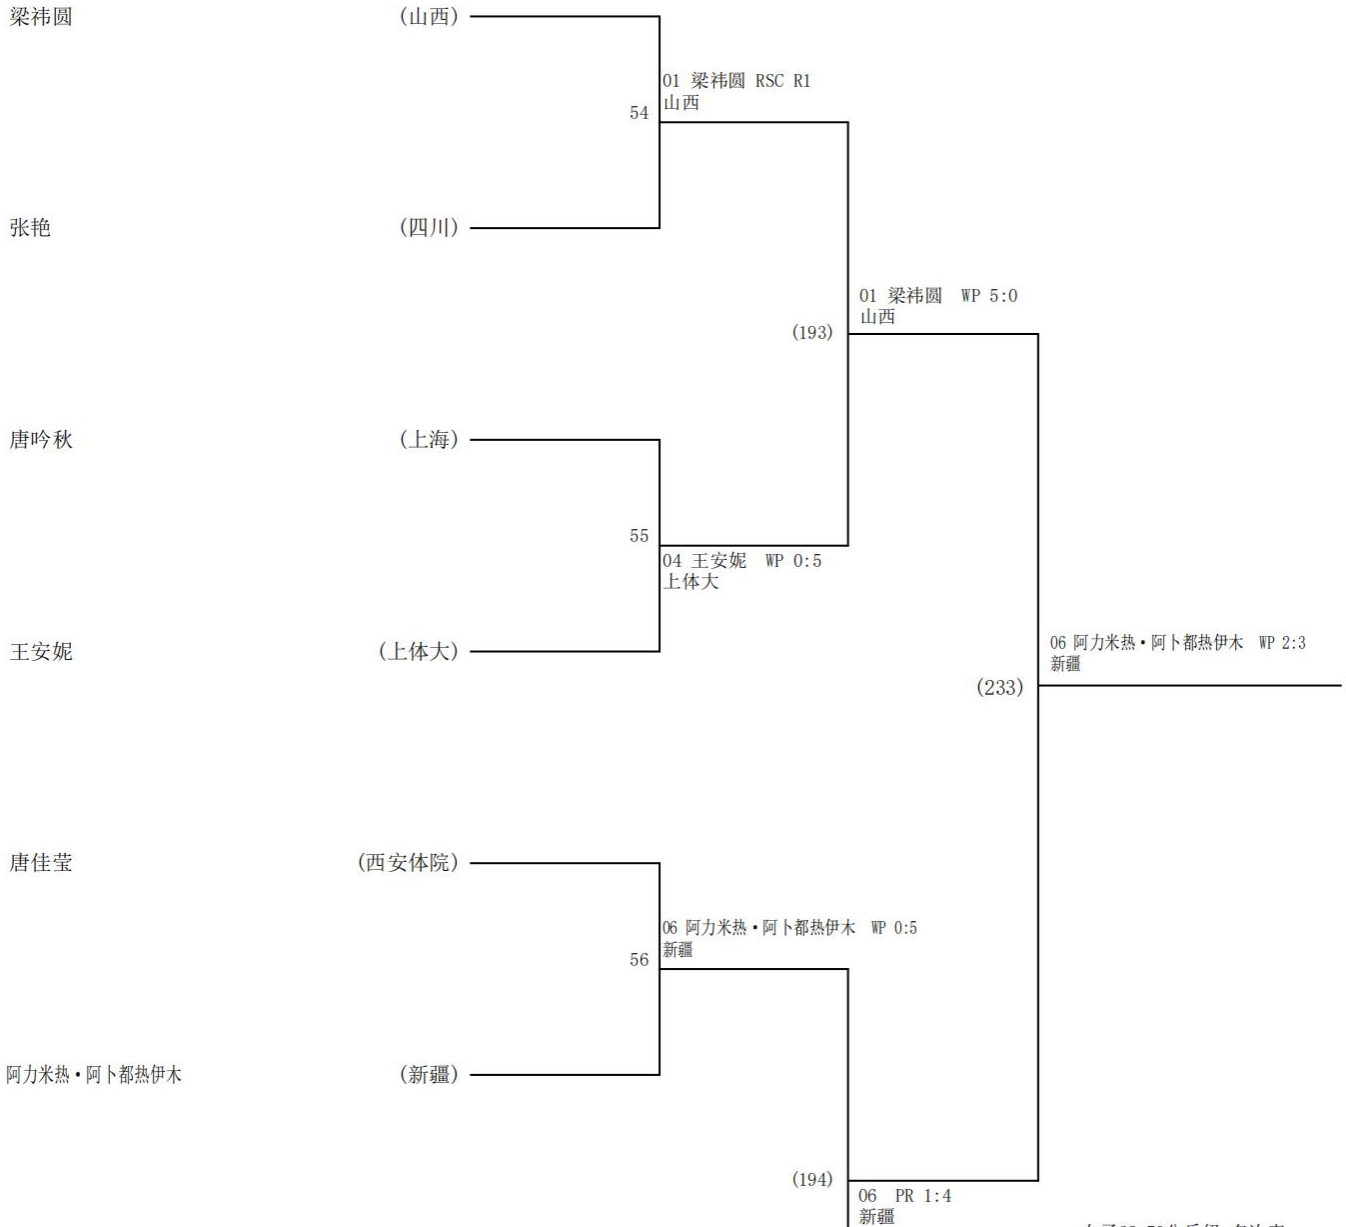 梁祎圆 (山西)
01 梁祎圆 RSC R1
54 山西
张艳 (四川)
01 梁祎圆 WP 5:0
山西
(193)
唐吟秋 (上海)
55
04 王安妮 WP 0:5
上体大
王安妮 (上体大)
06 阿力米热·阿卜都热伊木 WP 2:3
新疆
(233)
唐佳莹 (西安体院)
06 阿力米热·阿卜都热伊木 WP 0:5
新疆
56
阿力米热·阿卜都热伊木 (新疆)
(194)
06 PR 1:4
新疆